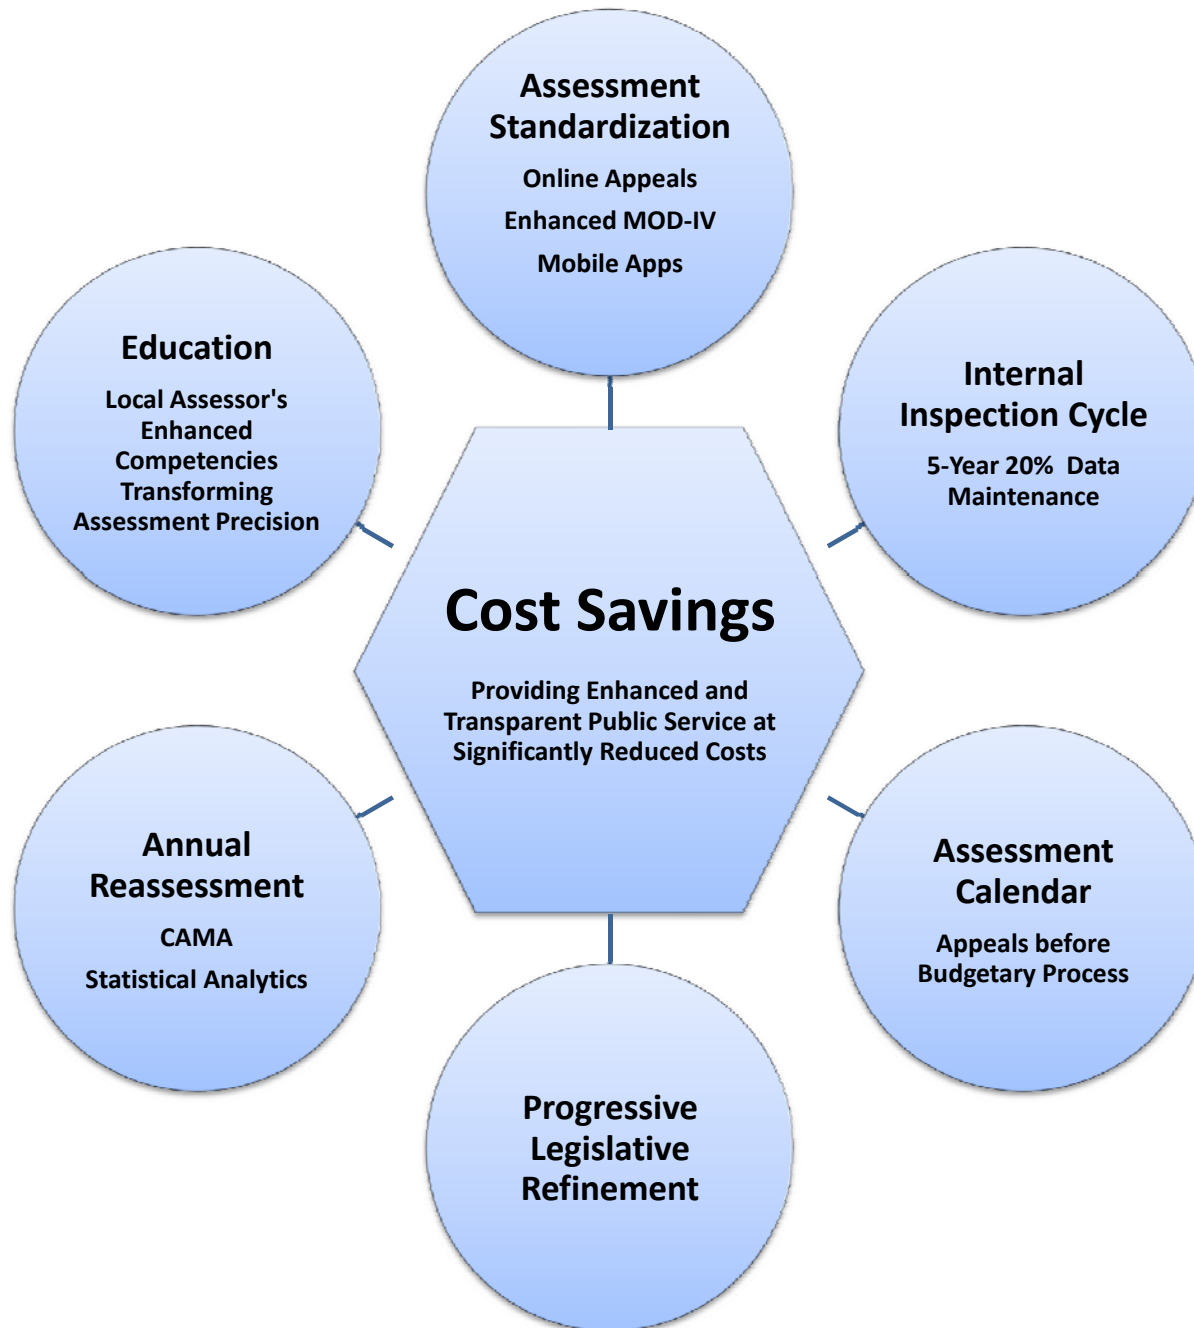 Assessment
Standardization
Online Appeals
Enhanced MOD-IV
Mobile Apps
Internal
Inspection Cycle
5-Year 20%  Data
Maintenance
Assessment
Calendar
Appeals before
Budgetary Process
Progressive
Legislative
Refinement
Annual
Reassessment
CAMA
Statistical Analytics
Education
Local Assessor's
Enhanced
Competencies
Transforming
Assessment Precision
Cost Savings
Providing Enhanced and
Transparent Public Service at
Significantly Reduced Costs